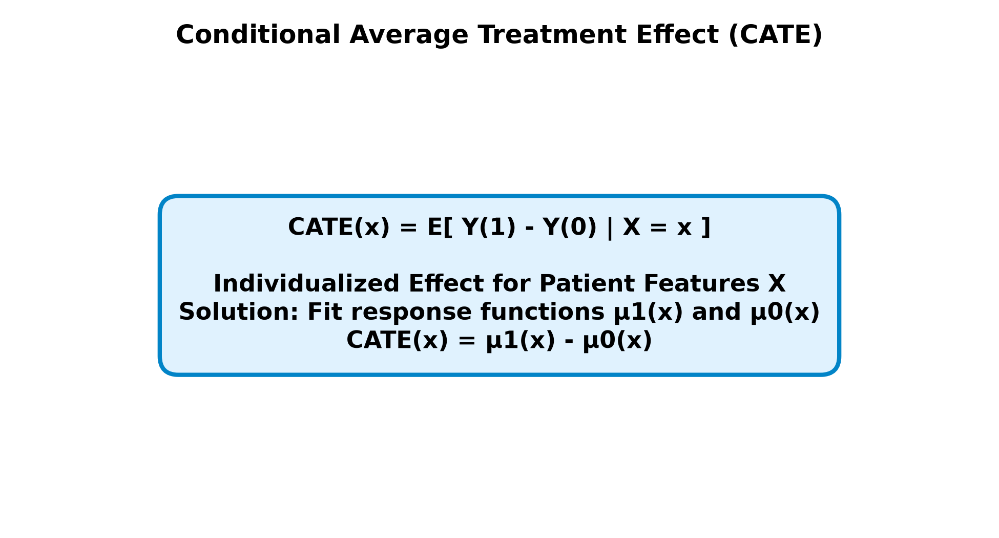 Conditional Average Treatment Effect (CATE)
CATE(x) = E[ Y(1) - Y(0) | X = x ]
Individualized Effect for Patient Features X
Solution: Fit response functions μ1(x) and μ0(x)
CATE(x) = μ1(x) - μ0(x)